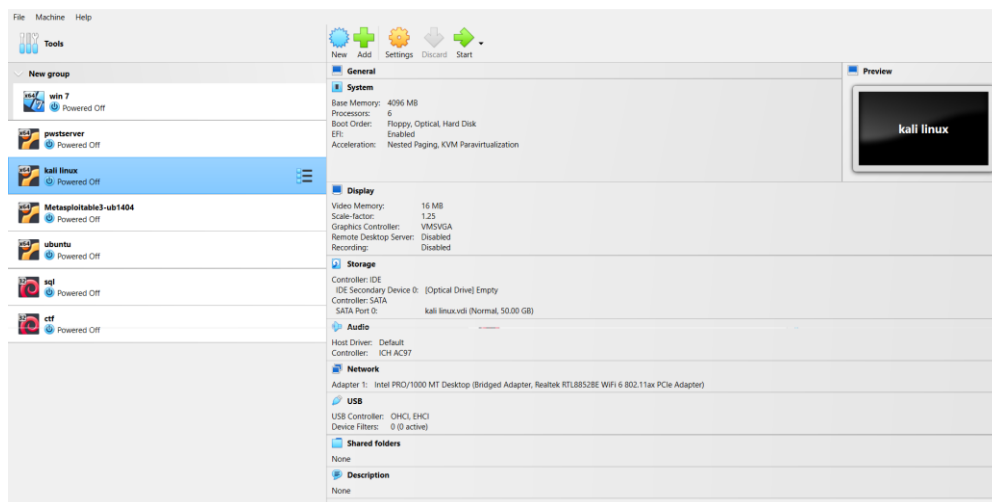 File Machine Help
Tools
New Add Settings Discard Start
New group
x64 win 7
Powered Off
x64 pwstserver
Powered Off
x64 kali linux
Powered Off
x64 Metasploitable3-ub1404
Powered Off
x64 ubuntu
Powered Off
32 sql
Powered Off
32 ctf
Powered Off
General
System
Base Memory: 4096 MB
Processors: 6
Boot Order: Floppy, Optical, Hard Disk
EFI: Enabled
Acceleration: Nested Paging, KVM Paravirtualization
Display
Video Memory: 16 MB
Scale-factor: 1.25
Graphics Controller: VMSVGA
Remote Desktop Server: Disabled
Recording: Disabled
Storage
Controller: IDE
IDE Secondary Device 0: [Optical Drive] Empty
Controller: SATA
SATA Port 0: kali linux.vdi (Normal, 50.00 GB)
Audio
Host Driver: Default
Controller: ICH AC97
Network
Adapter 1: Intel PRO/1000 MT Desktop (Bridged Adapter, Realtek RTL8852BE WiFi 6 802.11ax PCIe Adapter)
USB
USB Controller: OHCI, EHCI
Device Filters: 0 (0 active)
Shared folders
None
Description
None
Preview
kali linux